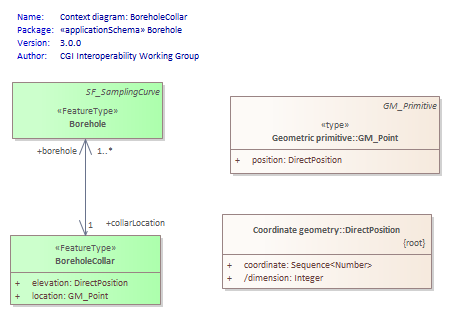 Name: Context diagram: BoreholeCollar
Package: «applicationSchema» Borehole
Version: 3.0.0
Author: CGI Interoperability Working Group
SF_SamplingCurve
«FeatureType»
Borehole
+borehole 1..*
1 +collarLocation
«FeatureType»
BoreholeCollar
+ elevation: DirectPosition
+ location: GM_Point
GM_Primitive
«type»
Geometric primitive::GM_Point
+ position: DirectPosition
Coordinate geometry::DirectPosition
{root}
+ coordinate: Sequence<Number>
+ /dimension: Integer